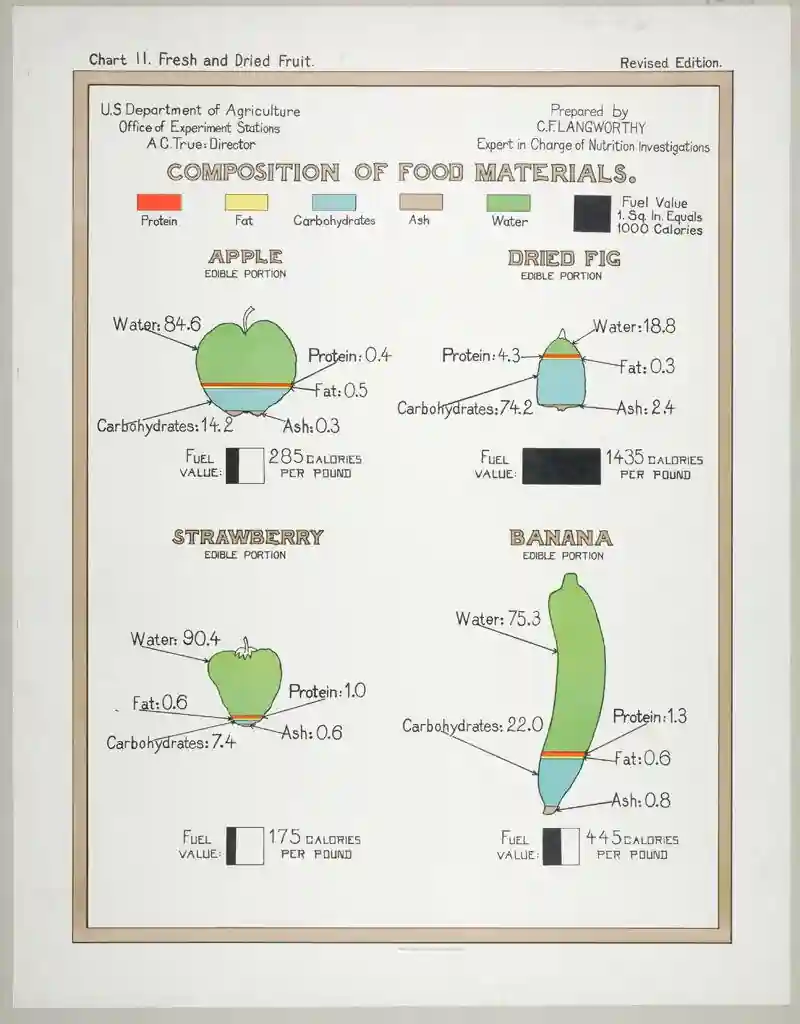 Chart 11. Fresh and Dried Fruit.
Revised Edition.
U.S Department of Agriculture
Office of Experiment Stations
A.C.True: Director
Prepared by
C.F. LANGWORTHY
Expert in Charge of Nutrition Investigations
COMPOSITION OF FOOD MATERIALS.
Protein
Fat
Carbohydrates
Ash
Water
Fuel Value
1. Sq. In. Equals
1000 Calories
APPLE
EDIBLE PORTION
Water: 84.6
Protein: 0.4
Fat: 0.5
Carbohydrates: 14.2
Ash: 0.3
FUEL VALUE:
285 CALORIES
PER POUND
DRIED FIG
EDIBLE PORTION
Water: 18.8
Protein: 4.3
Fat: 0.3
Carbohydrates: 74.2
Ash: 2.4
FUEL VALUE:
1435 CALORIES
PER POUND
STRAWBERRY
EDIBLE PORTION
Water: 90.4
Fat: 0.6
Protein: 1.0
Carbohydrates: 7.4
Ash: 0.6
FUEL VALUE:
175 CALORIES
PER POUND
BANANA
EDIBLE PORTION
Water: 75.3
Carbohydrates: 22.0
Protein: 1.3
Fat: 0.6
Ash: 0.8
FUEL VALUE:
445 CALORIES
PER POUND